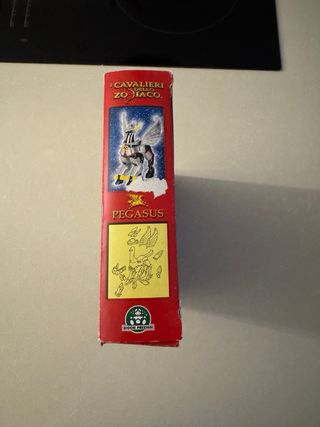 I CAVALIERI
DELLO
ZODIACO.
PEGASUS
GIOCHI PREZIOSI